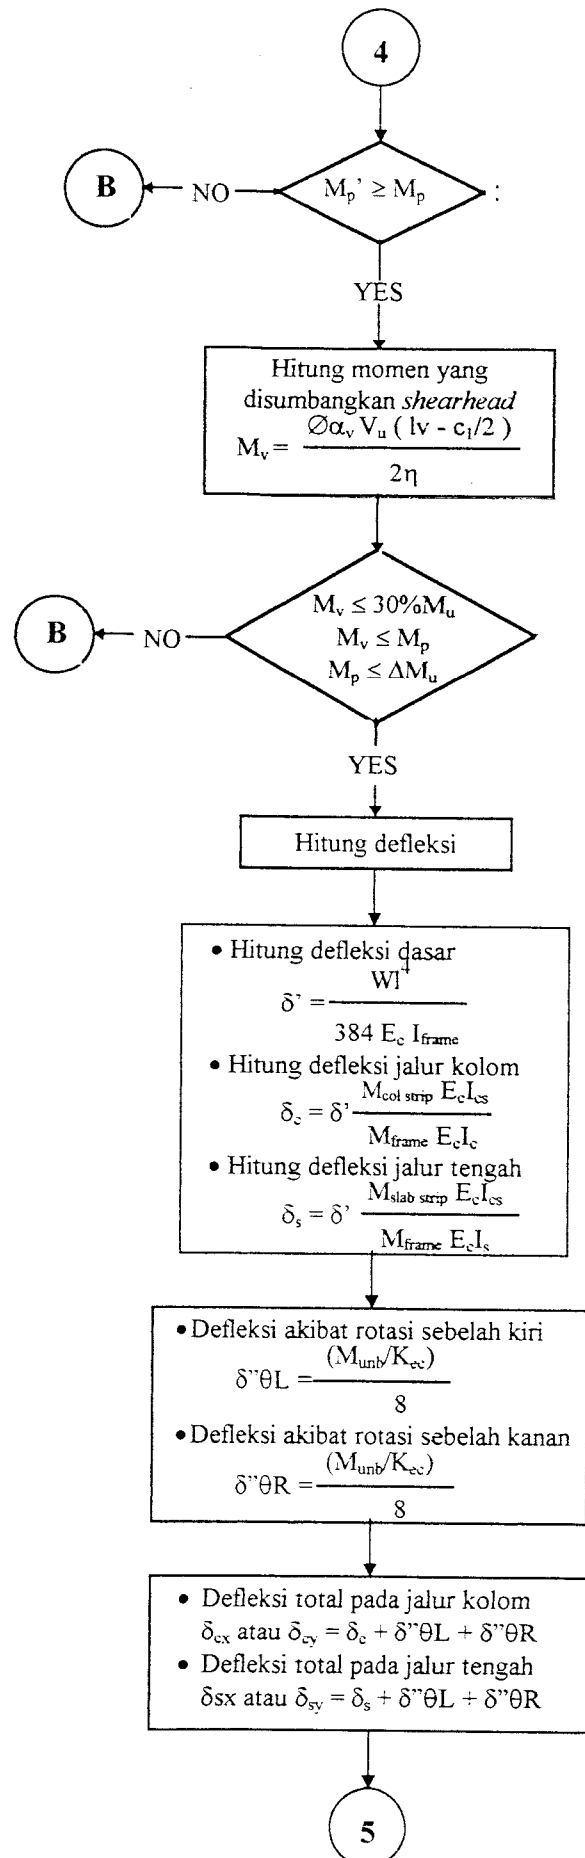 4
M_p' ≥ M_p :
NO
B
YES
Hitung momen yang
disumbangkan shearhead
M_v = ∅α_v V_u ( lv - c_1/2 )
2η
M_v ≤ 30%M_u
M_v ≤ M_p
M_p ≤ ΔM_u
NO
B
YES
Hitung defleksi
• Hitung defleksi dasar
δ' = Wl^4
384 E_c I_frame
• Hitung defleksi jalur kolom
δ_c = δ' M_col strip E_cI_cs
M_frame E_cI_c
• Hitung defleksi jalur tengah
δ_s = δ' M_slab strip E_cI_cs
M_frame E_cI_s
• Defleksi akibat rotasi sebelah kiri
δ"θL = (M_unb/K_ec)
8
• Defleksi akibat rotasi sebelah kanan
δ"θR = (M_unb/K_ec)
8
• Defleksi total pada jalur kolom
δ_cx atau δ_cy = δ_c + δ"θL + δ"θR
• Defleksi total pada jalur tengah
δsx atau δ_sy = δ_s + δ"θL + δ"θR
5